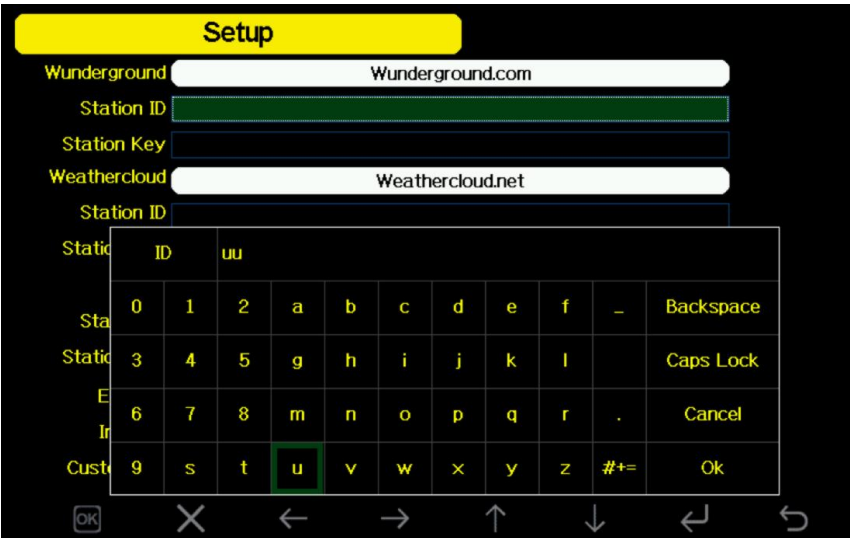 Setup
Wunderground Wunderground.com
Station ID
Station Key
Weathercloud Weathercloud.net
Station ID
ID uu
0 1 2 a b c d e f _ Backspace
3 4 5 g h i j k l Caps Lock
6 7 8 m n o p q r . Cancel
9 s t u v w x y z #+= Ok
OK